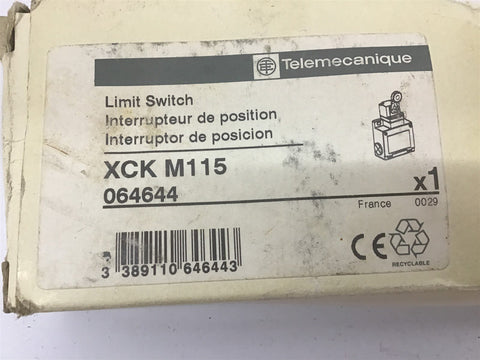 Telemecanique
Limit Switch
Interrupteur de position
Interruptor de posicion
XCK M115
064644
x1
France 0029
3 389110 646443
CE
RECYCLABLE